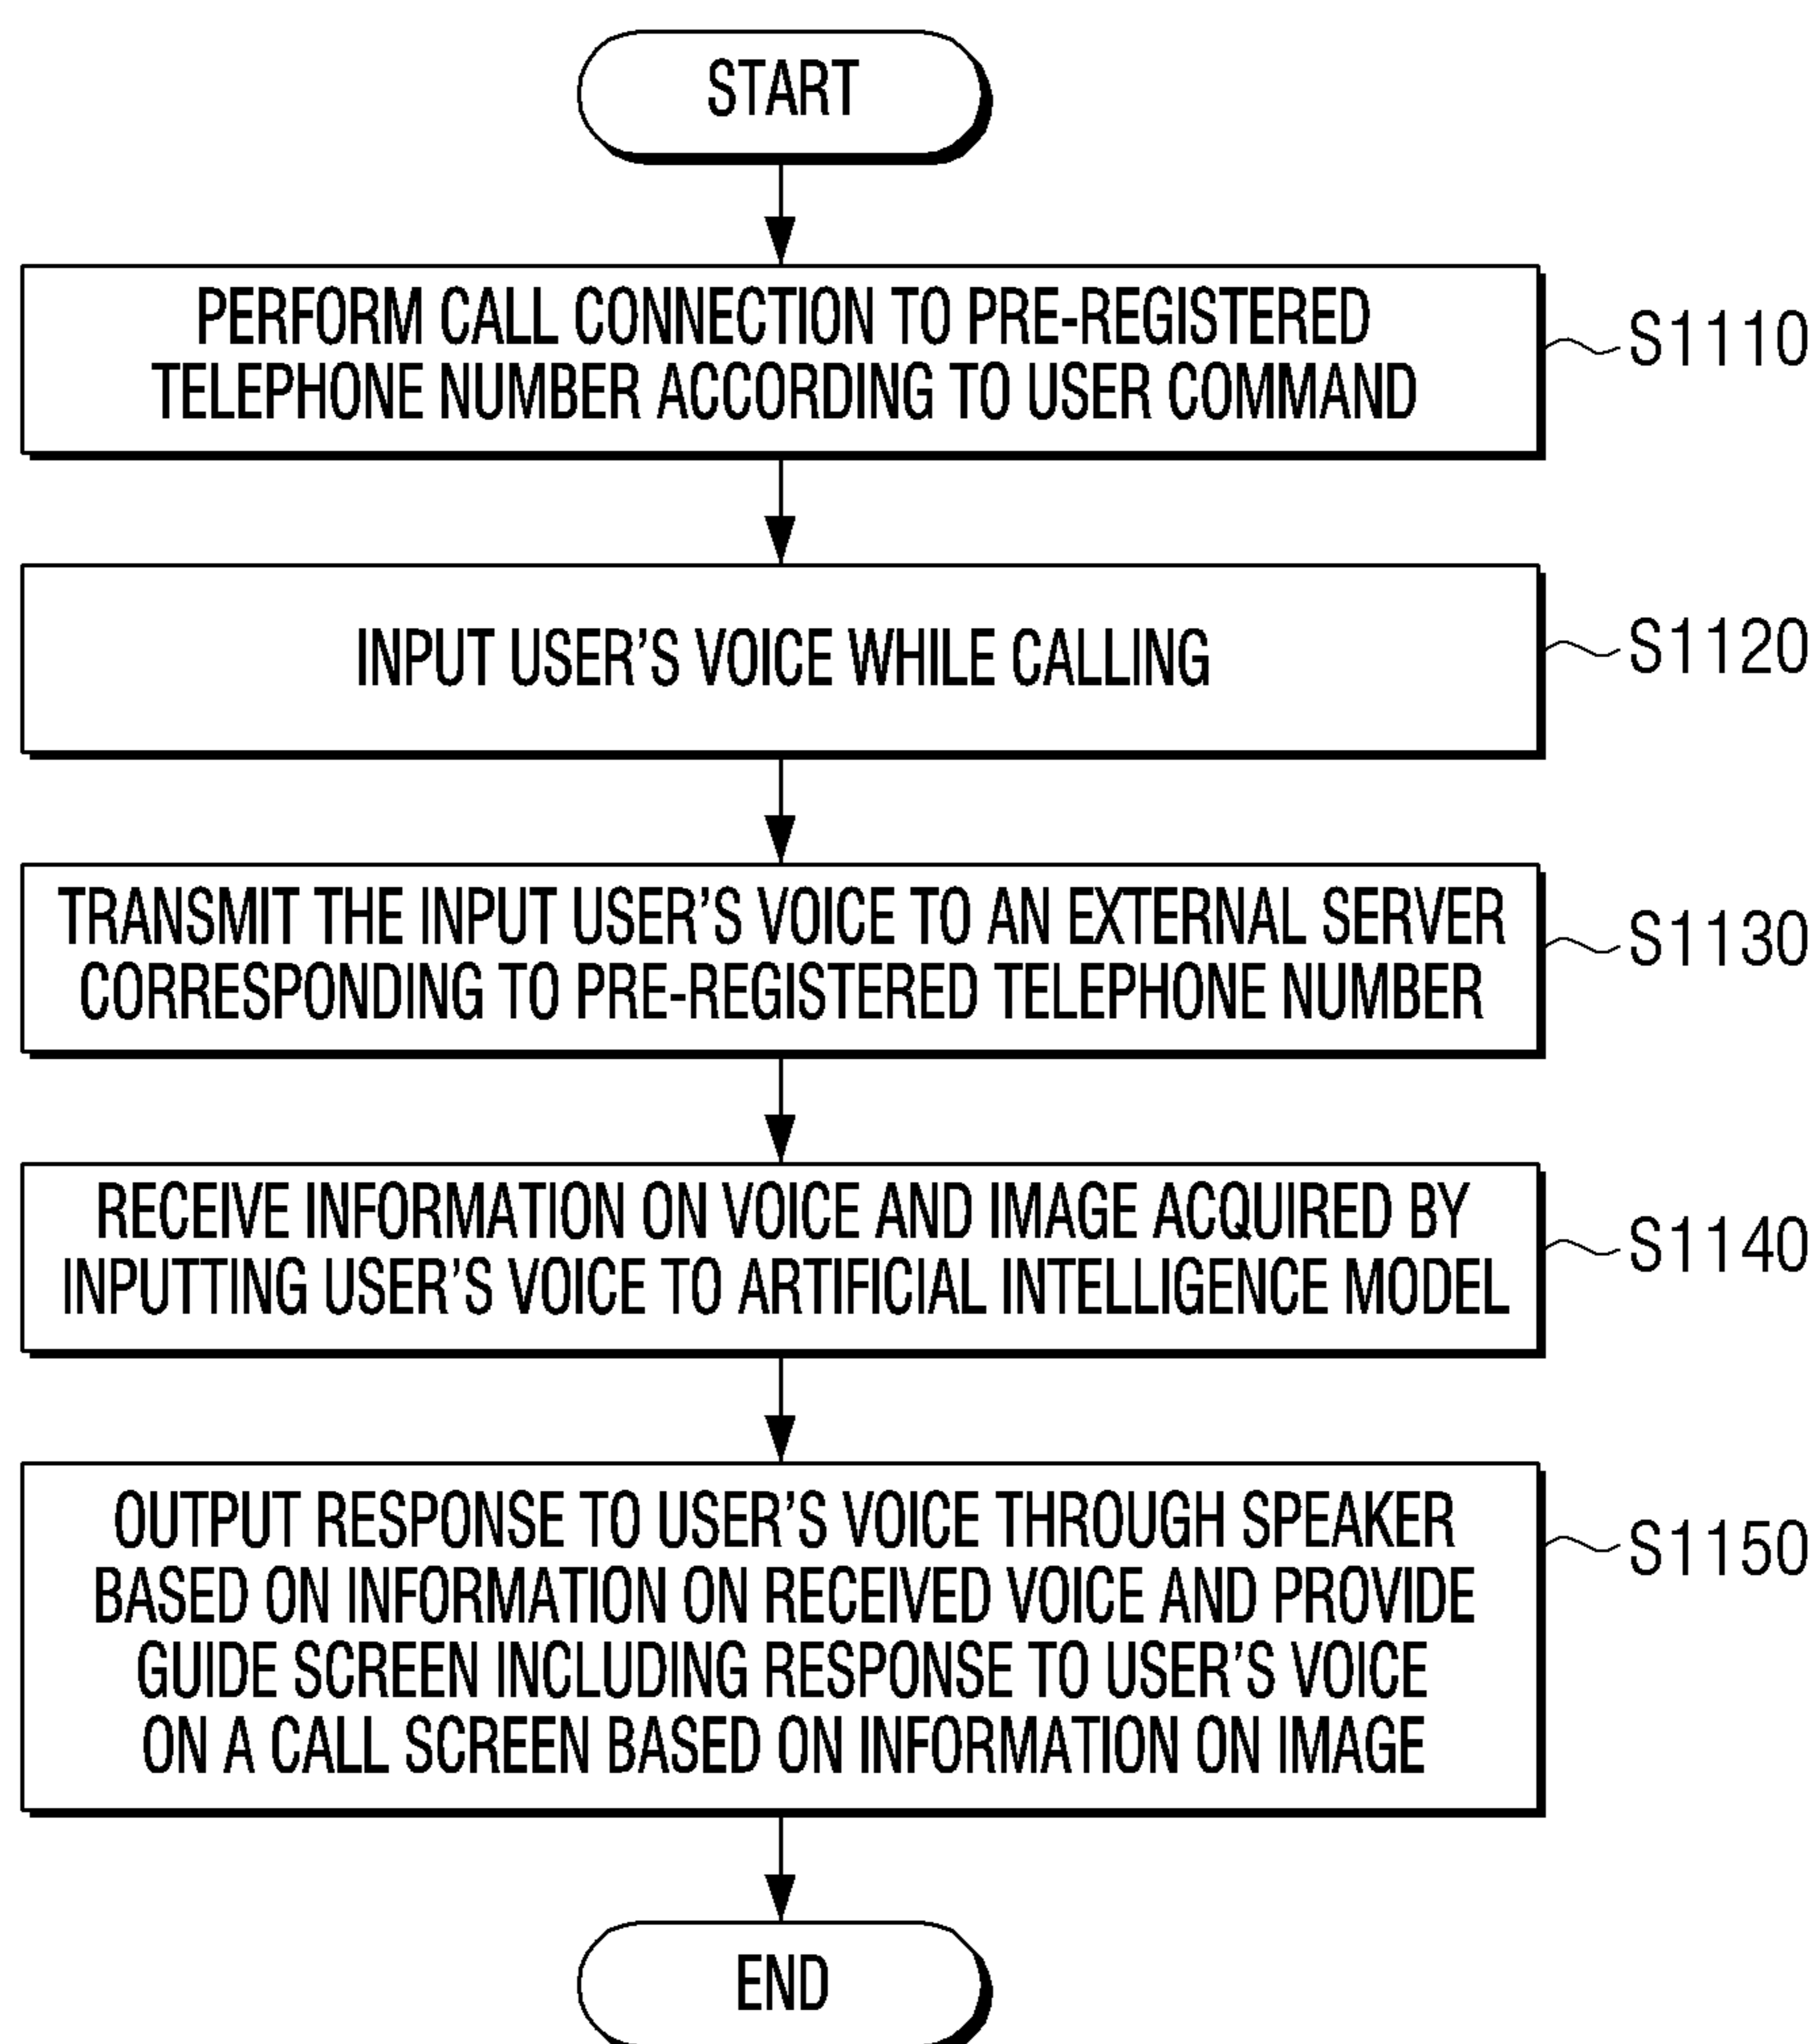 START
PERFORM CALL CONNECTION TO PRE-REGISTERED
TELEPHONE NUMBER ACCORDING TO USER COMMAND
S1110
INPUT USER'S VOICE WHILE CALLING
S1120
TRANSMIT THE INPUT USER'S VOICE TO AN EXTERNAL SERVER
CORRESPONDING TO PRE-REGISTERED TELEPHONE NUMBER
S1130
RECEIVE INFORMATION ON VOICE AND IMAGE ACQUIRED BY
INPUTTING USER'S VOICE TO ARTIFICIAL INTELLIGENCE MODEL
S1140
OUTPUT RESPONSE TO USER'S VOICE THROUGH SPEAKER
BASED ON INFORMATION ON RECEIVED VOICE AND PROVIDE
GUIDE SCREEN INCLUDING RESPONSE TO USER'S VOICE
ON A CALL SCREEN BASED ON INFORMATION ON IMAGE
S1150
END